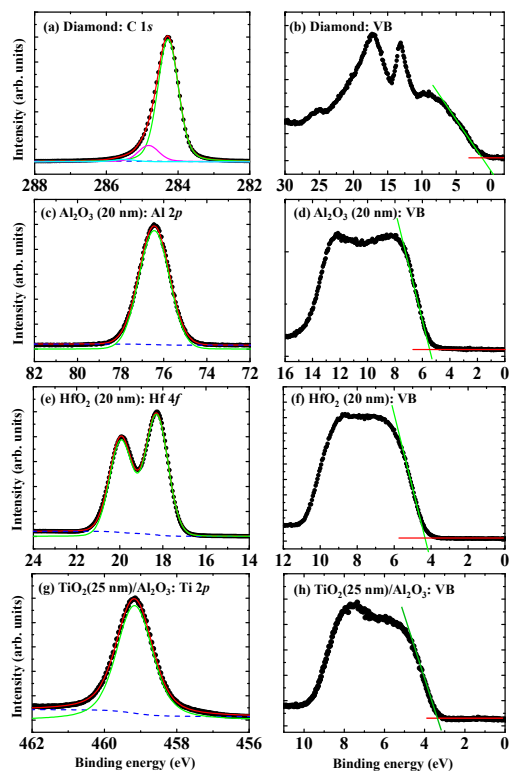 (a) Diamond: C 1s
(b) Diamond: VB
Intensity (arb. units)
288 286 284 282
30 25 20 15 10 5 0
(c) Al₂O₃ (20 nm): Al 2p
(d) Al₂O₃ (20 nm): VB
Intensity (arb. units)
82 80 78 76 74 72
16 14 12 10 8 6 4 2 0
(e) HfO₂ (20 nm): Hf 4f
(f) HfO₂ (20 nm): VB
Intensity (arb. units)
24 22 20 18 16 14
12 10 8 6 4 2 0
(g) TiO₂(25 nm)/Al₂O₃: Ti 2p
(h) TiO₂(25 nm)/Al₂O₃: VB
Intensity (arb. units)
462 460 458 456
10 8 6 4 2 0
Binding energy (eV)
Binding energy (eV)